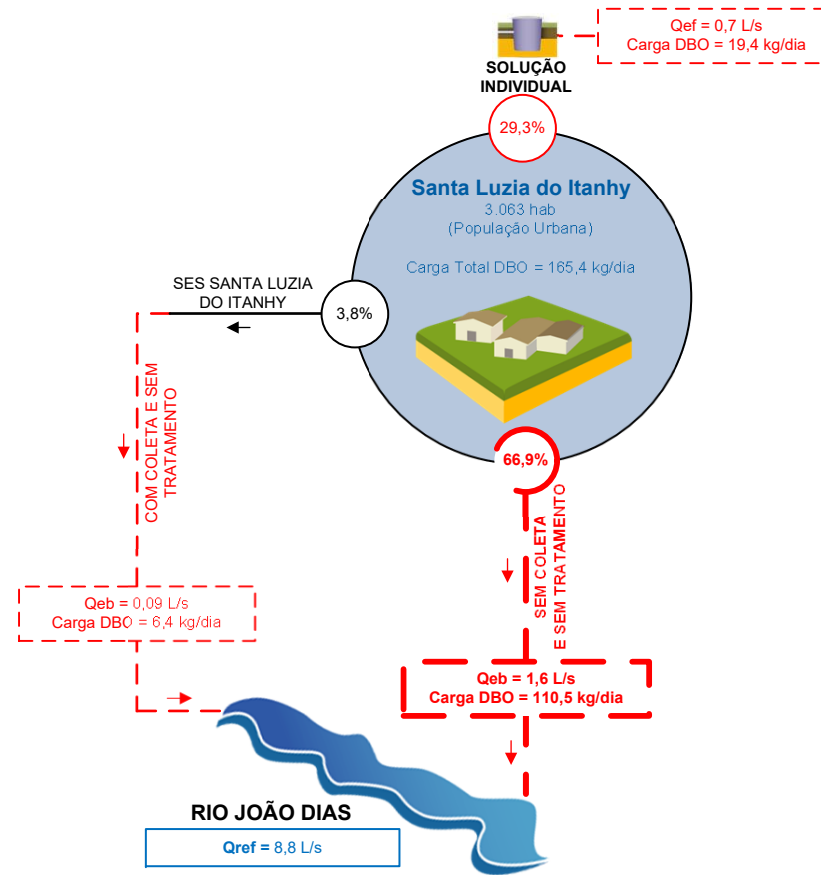 Qef = 0,7 L/s
Carga DBO = 19,4 kg/dia
SOLUÇÃO
INDIVIDUAL
29,3%
Santa Luzia do Itanhy
3.063 hab
(População Urbana)
Carga Total DBO = 165,4 kg/dia
SES SANTA LUZIA
DO ITANHY
3,8%
COM COLETA E SEM
TRATAMENTO
66,9%
SEM COLETA
E SEM TRATAMENTO
Qeb = 0,09 L/s
Carga DBO = 6,4 kg/dia
Qeb = 1,6 L/s
Carga DBO = 110,5 kg/dia
RIO JOÃO DIAS
Qref = 8,8 L/s